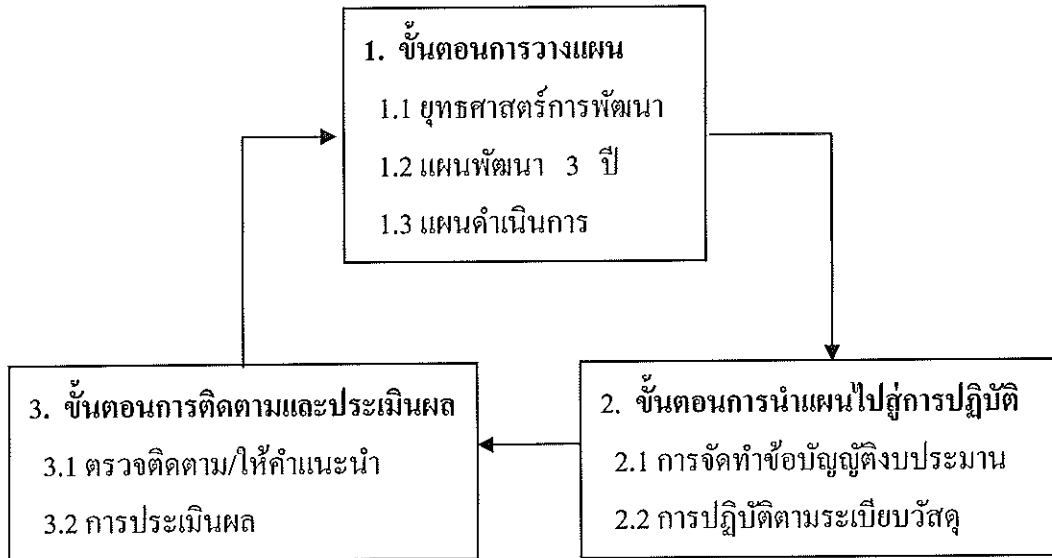 1. ขั้นตอนการวางแผน
1.1 ยุทธศาสตร์การพัฒนา
1.2 แผนพัฒนา 3 ปี
1.3 แผนดำเนินการ
2. ขั้นตอนการนำแผนไปสู่การปฏิบัติ
2.1 การจัดทำข้อบัญญัติงบประมาน
2.2 การปฏิบัติตามระเบียบวัสดุ
3. ขั้นตอนการติดตามและประเมินผล
3.1 ตรวจติดตาม/ให้คำแนะนำ
3.2 การประเมินผล